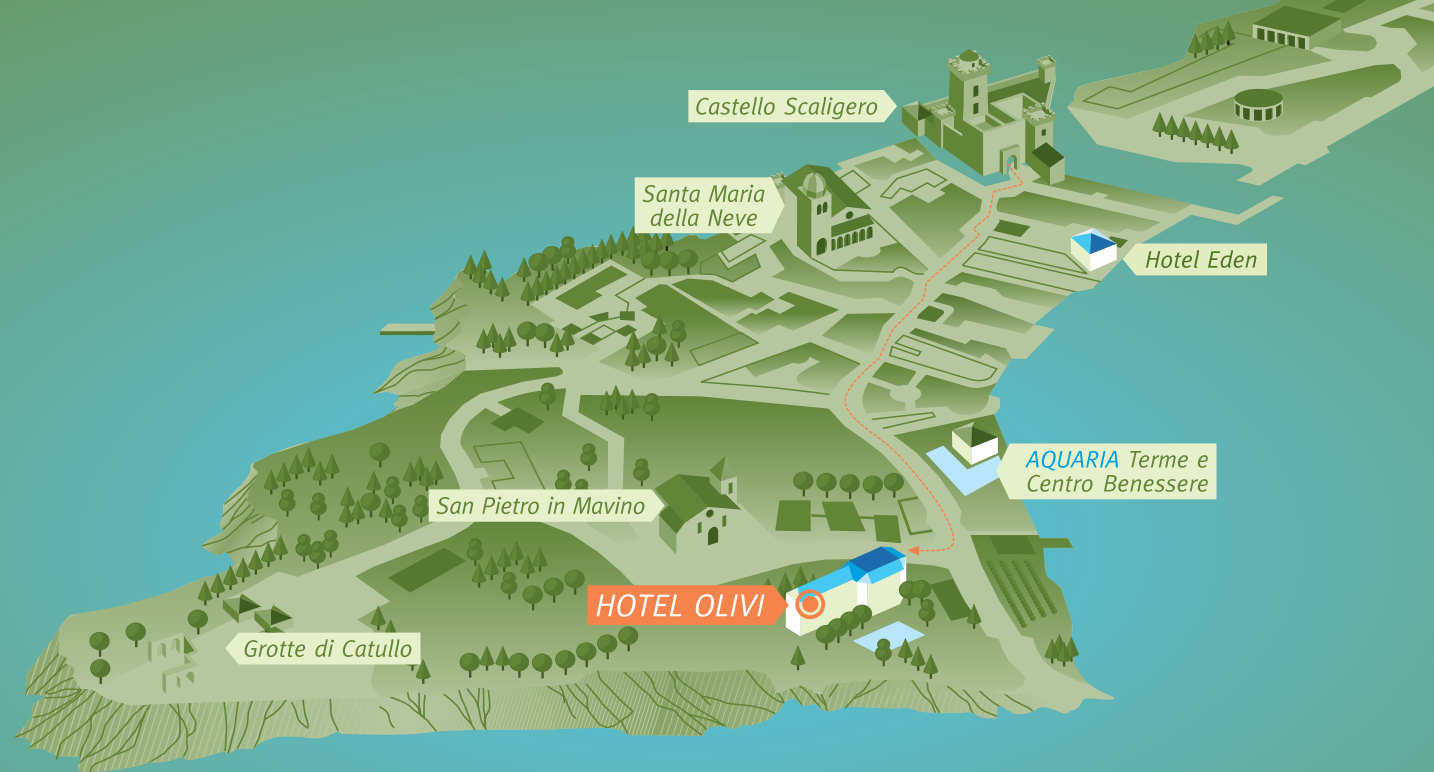 Castello Scaligero
Santa Maria
della Neve
Hotel Eden
AQUARIA Terme e
Centro Benessere
San Pietro in Mavino
HOTEL OLIVI
Grotte di Catullo